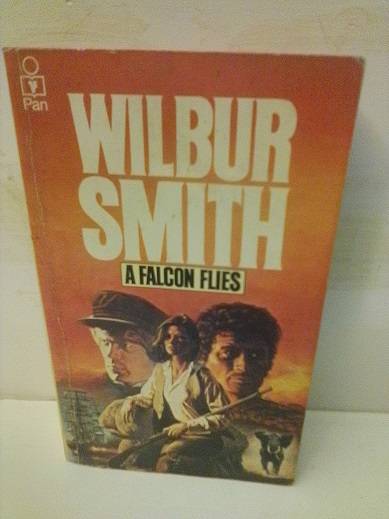 Pan
WILBUR
SMITH
A FALCON FLIES